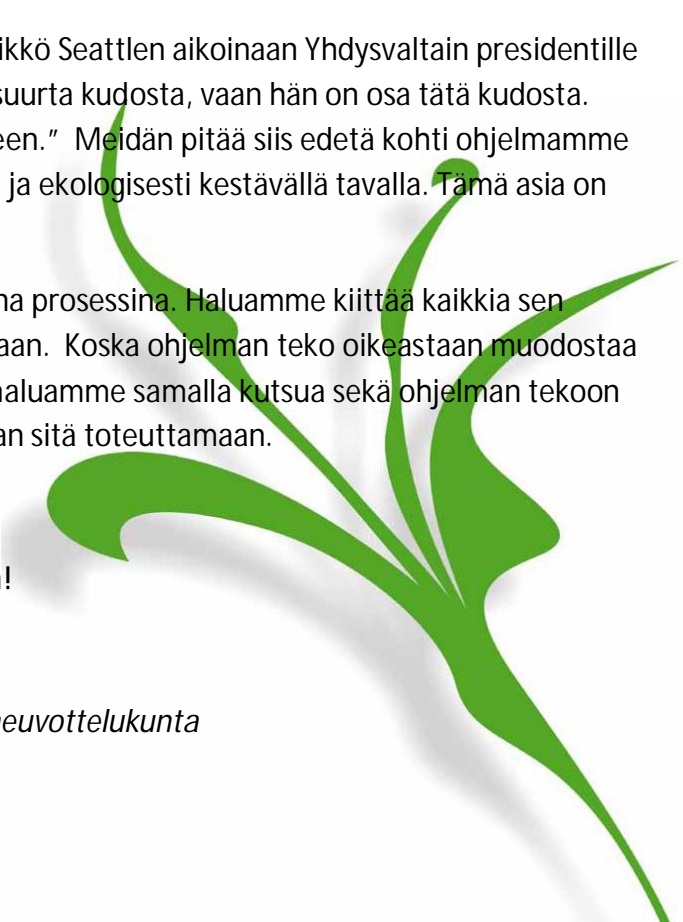 ikkö Seattlen aikoinaan Yhdysvaltain presidentille
suurta kudosta, vaan hän on osa tätä kudosta.
een.” Meidän pitää siis edetä kohti ohjelmamme
ja ekologisesti kestävällä tavalla. Tämä asia on
na prosessina. Haluamme kiittää kaikkia sen
aan. Koska ohjelman teko oikeastaan muodostaa
haluamme samalla kutsua sekä ohjelman tekoon
an sitä toteuttamaan.
!
neuvottelukunta